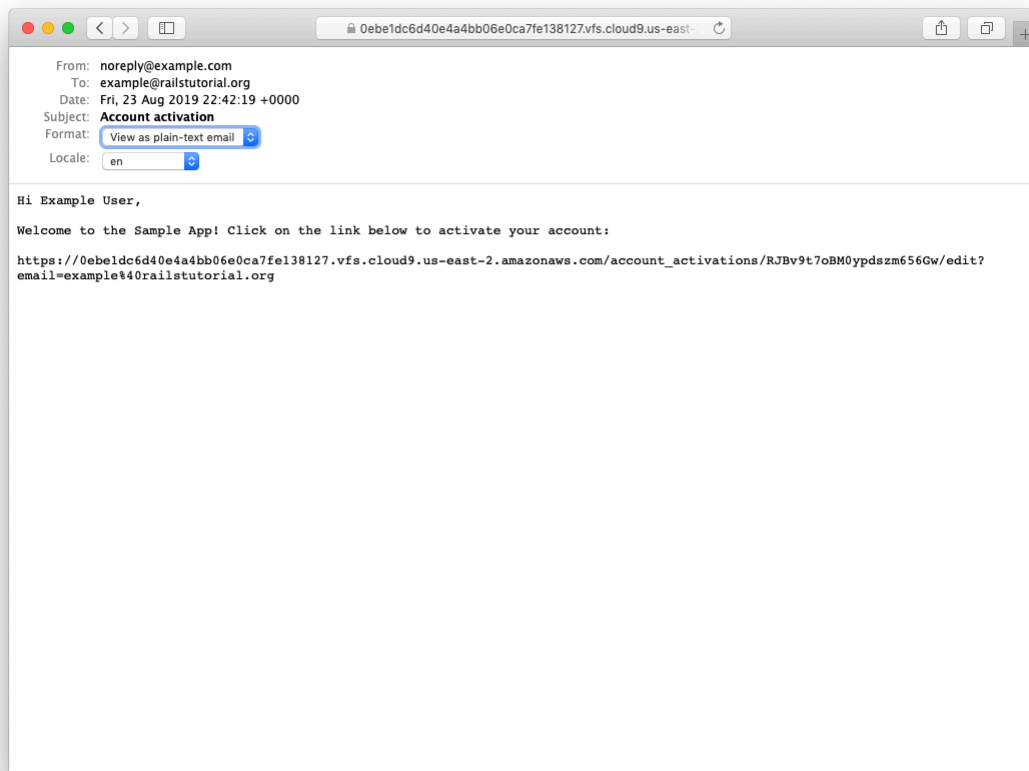 0ebe1dc6d40e4a4bb06e0ca7fe138127.vfs.cloud9.us-east-
From: noreply@example.com
To: example@railstutorial.org
Date: Fri, 23 Aug 2019 22:42:19 +0000
Subject: Account activation
Format: View as plain-text email
Locale: en
Hi Example User,
Welcome to the Sample App! Click on the link below to activate your account:
https://0ebe1dc6d40e4a4bb06e0ca7fe138127.vfs.cloud9.us-east-2.amazonaws.com/account_activations/RJBv9t7oBM0ypdszm656Gw/edit?
email=example%40railstutorial.org